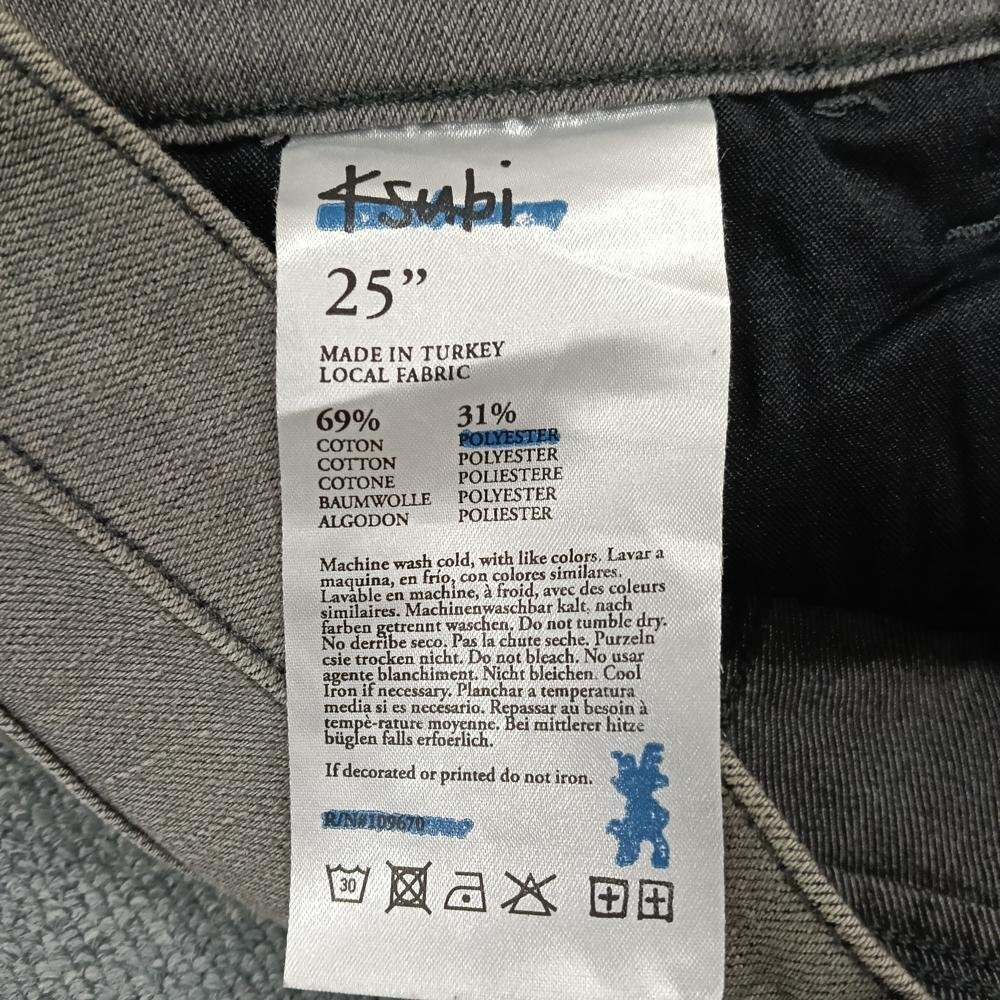 Ksubi
25”
MADE IN TURKEY
LOCAL FABRIC
69% 31%
COTON POLYESTER
COTTON POLYESTER
COTONE POLIESTERE
BAUMWOLLE POLYESTER
ALGODON POLIESTER
Machine wash cold, with like colors. Lavar a
maquina, en frío, con colores similares.
Lavable en machine, à froid, avec des coleurs
similaires. Machinenwaschbar kalt, nach
farben getrennt waschen. Do not tumble dry.
No derribe seco. Pas la chute seche. Purzeln
csie trocken nicht. Do not bleach. No usar
agente blanchiment. Nicht bleichen. Cool
Iron if necessary. Planchar a temperatura
media si es necesario. Repassar au besoin à
tempè-rature moyenne. Bei mittlerer hitze
büglen falls erfoerlich.
If decorated or printed do not iron.
R/N#109670
30